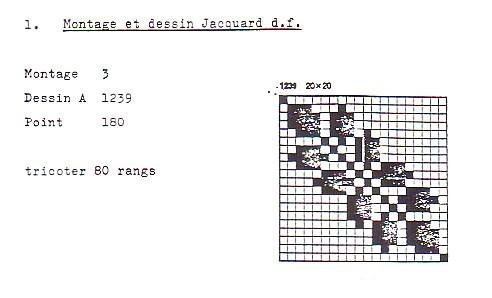 1. Montage et dessin Jacquard d.f.
Montage 3
Dessin A 1239
Point 180
tricoter 80 rangs
1239 20×20